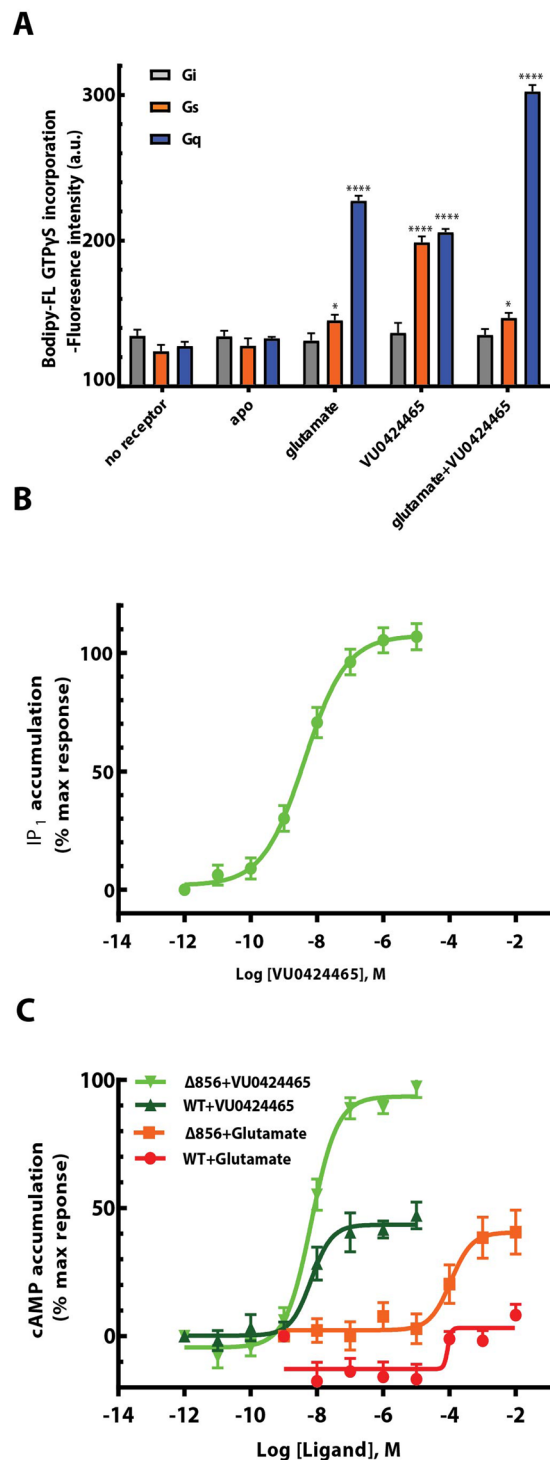 A
Bodipy-FL GTPγS incorporation
-Fluoresence intensity (a.u.)
300
200
100
Gi
Gs
Gq
*
****
****
****
*
****
no receptor
apo
glutamate
VU0424465
glutamate+VU0424465
B
IP1 accumulation
(% max response)
100
50
0
-14 -12 -10 -8 -6 -4 -2
Log [VU0424465], M
C
cAMP accumulation
(% max reponse)
100
50
0
Δ856+VU0424465
WT+VU0424465
Δ856+Glutamate
WT+Glutamate
-14 -12 -10 -8 -6 -4 -2
Log [Ligand], M